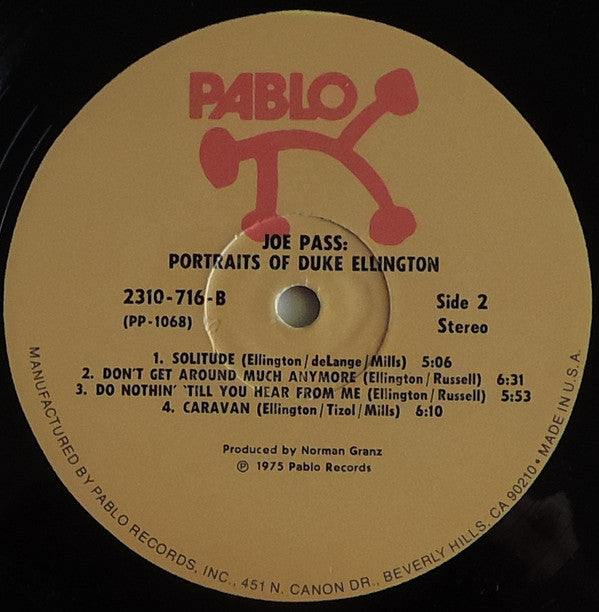 PABLO
JOE PASS:
PORTRAITS OF DUKE ELLINGTON
2310-716-B
(PP-1068)
Side 2
Stereo
1. SOLITUDE (Ellington/deLange/Mills) 5:06
2. DON'T GET AROUND MUCH ANYMORE (Ellington/Russell) 6:31
3. DO NOTHIN' 'TILL YOU HEAR FROM ME (Ellington/Russell) 5:53
4. CARAVAN (Ellington/Tizol/Mills) 6:10
Produced by Norman Granz
℗ 1975 Pablo Records
MANUFACTURED BY PABLO RECORDS, INC., 451 N. CANON DR., BEVERLY HILLS, CA 90210 • MADE IN U.S.A.